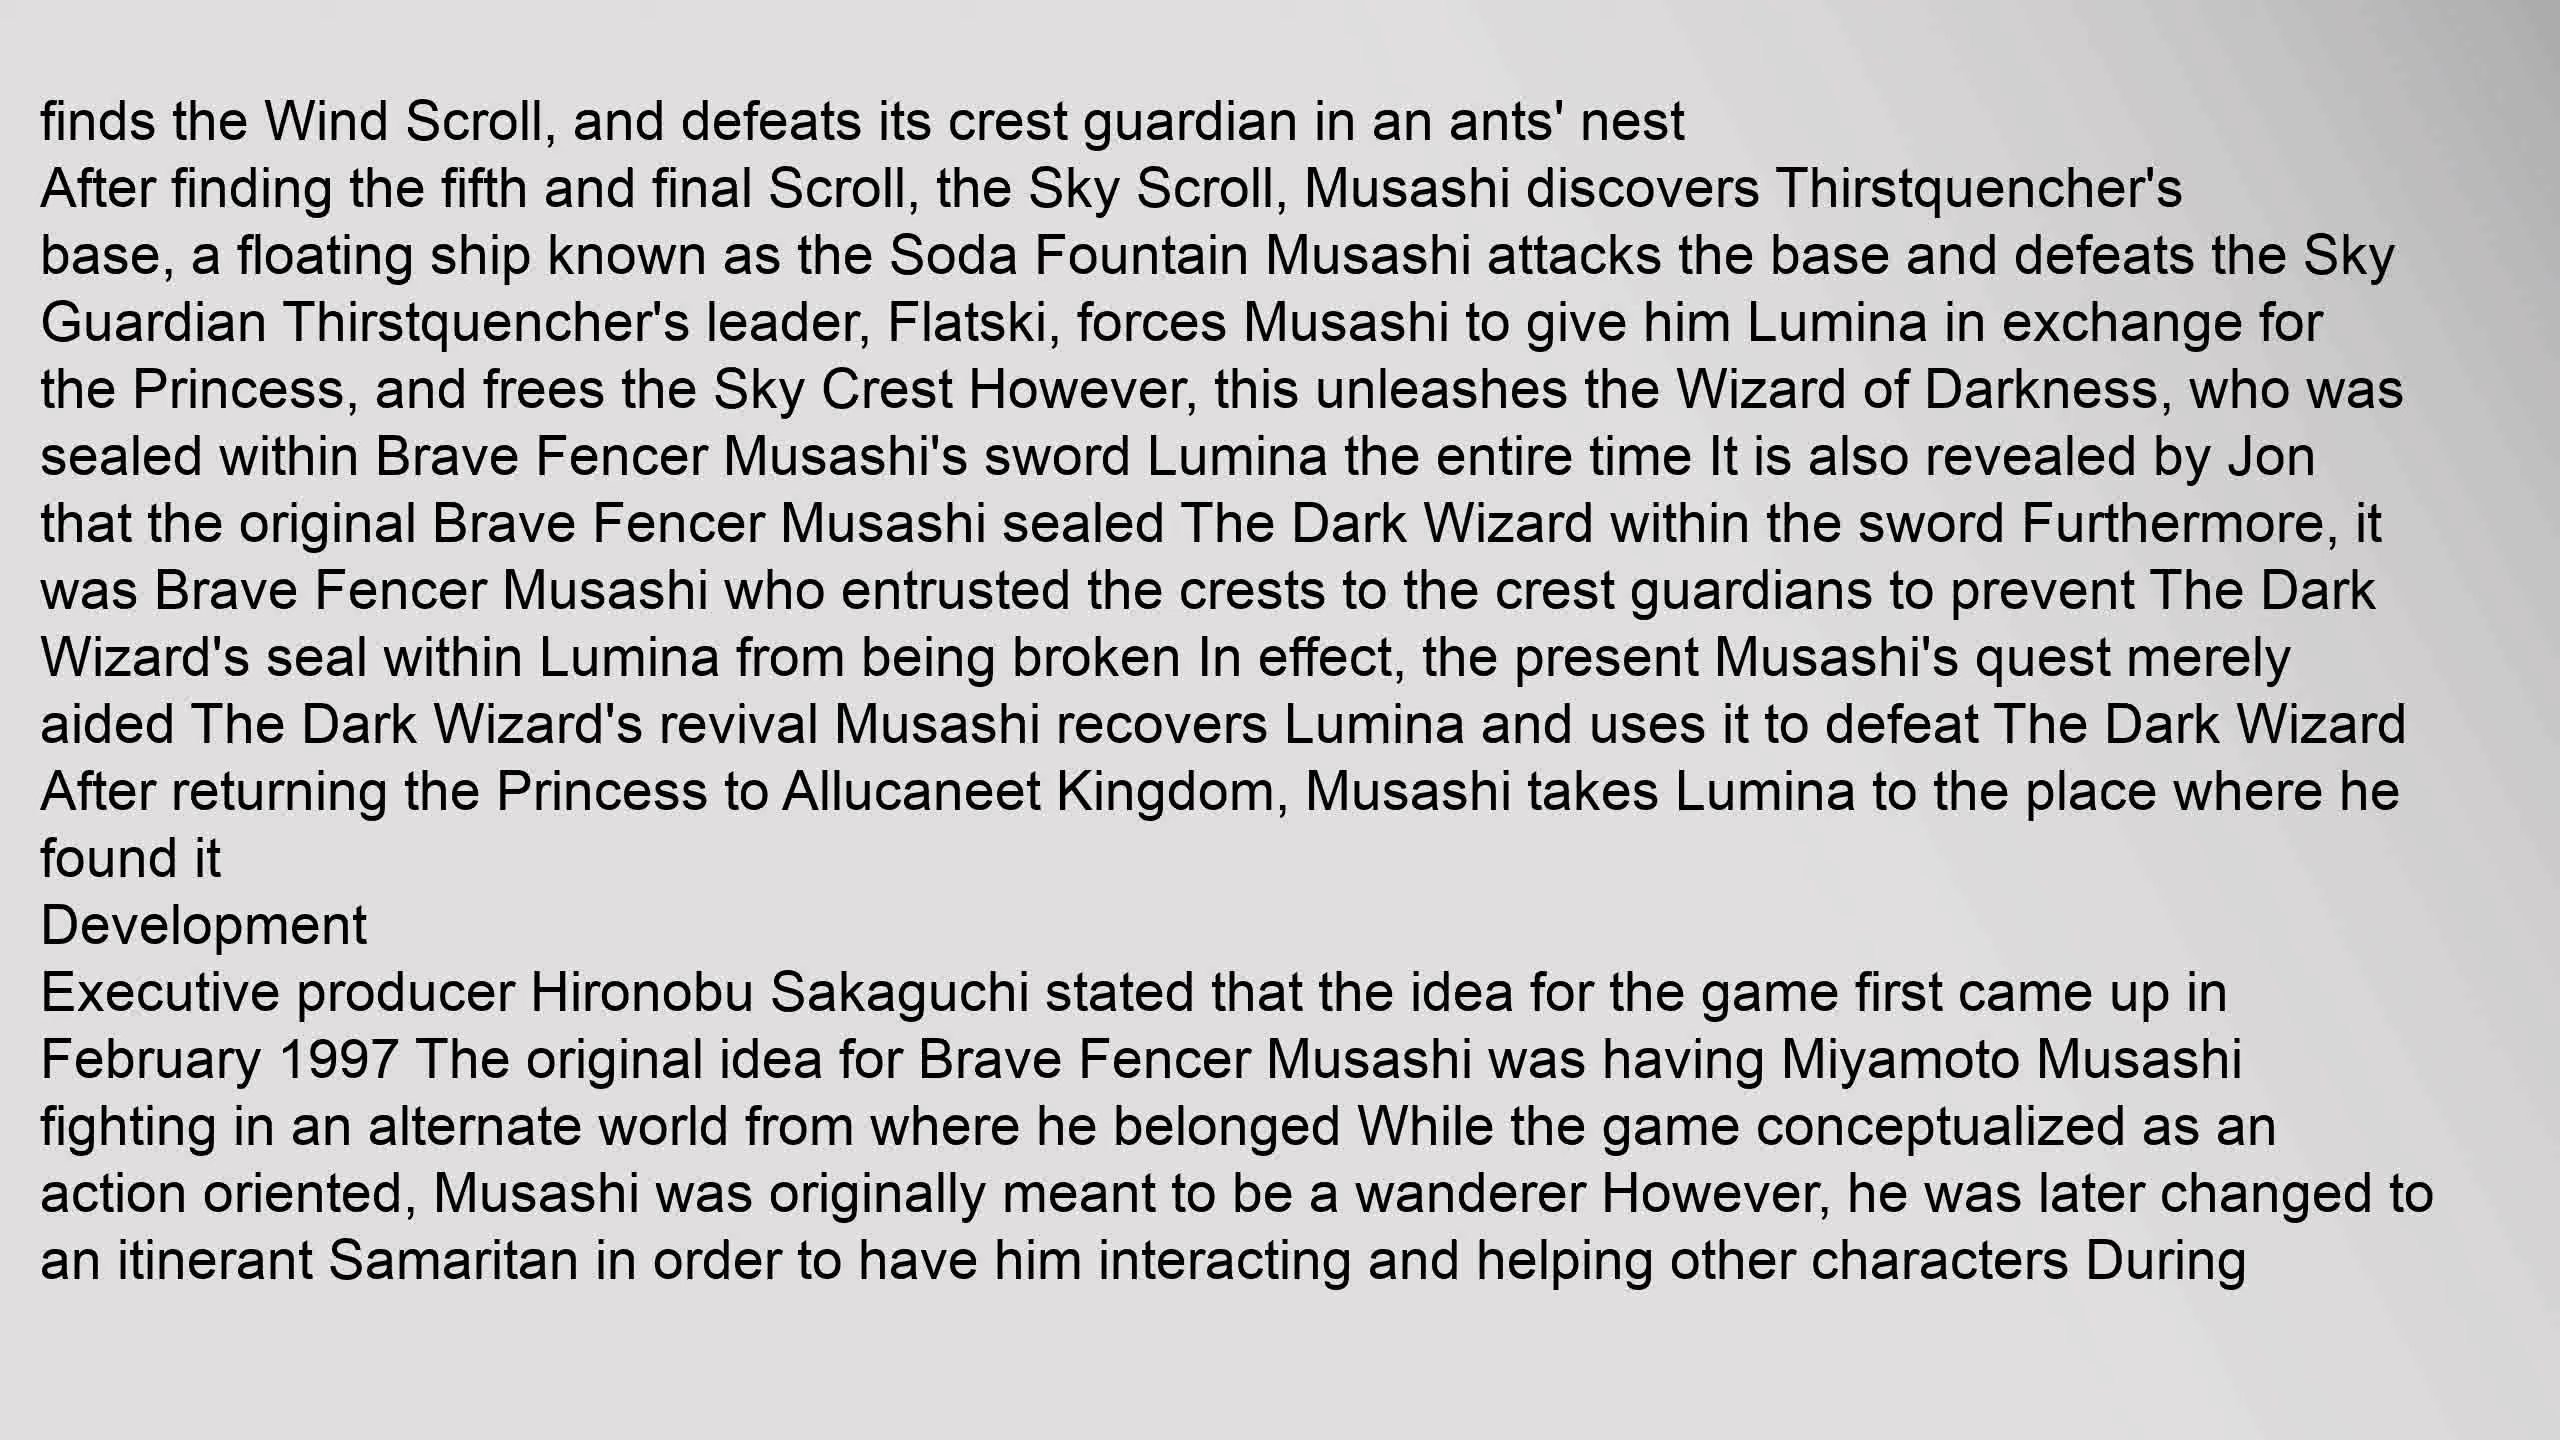 finds the Wind Scroll, and defeats its crest guardian in an ants' nest
After finding the fifth and final Scroll, the Sky Scroll, Musashi discovers Thirstquencher's
base, a floating ship known as the Soda Fountain Musashi attacks the base and defeats the Sky
Guardian Thirstquencher's leader, Flatski, forces Musashi to give him Lumina in exchange for
the Princess, and frees the Sky Crest However, this unleashes the Wizard of Darkness, who was
sealed within Brave Fencer Musashi's sword Lumina the entire time It is also revealed by Jon
that the original Brave Fencer Musashi sealed The Dark Wizard within the sword Furthermore, it
was Brave Fencer Musashi who entrusted the crests to the crest guardians to prevent The Dark
Wizard's seal within Lumina from being broken In effect, the present Musashi's quest merely
aided The Dark Wizard's revival Musashi recovers Lumina and uses it to defeat The Dark Wizard
After returning the Princess to Allucaneet Kingdom, Musashi takes Lumina to the place where he
found it
Development
Executive producer Hironobu Sakaguchi stated that the idea for the game first came up in
February 1997 The original idea for Brave Fencer Musashi was having Miyamoto Musashi
fighting in an alternate world from where he belonged While the game conceptualized as an
action oriented, Musashi was originally meant to be a wanderer However, he was later changed to
an itinerant Samaritan in order to have him interacting and helping other characters During